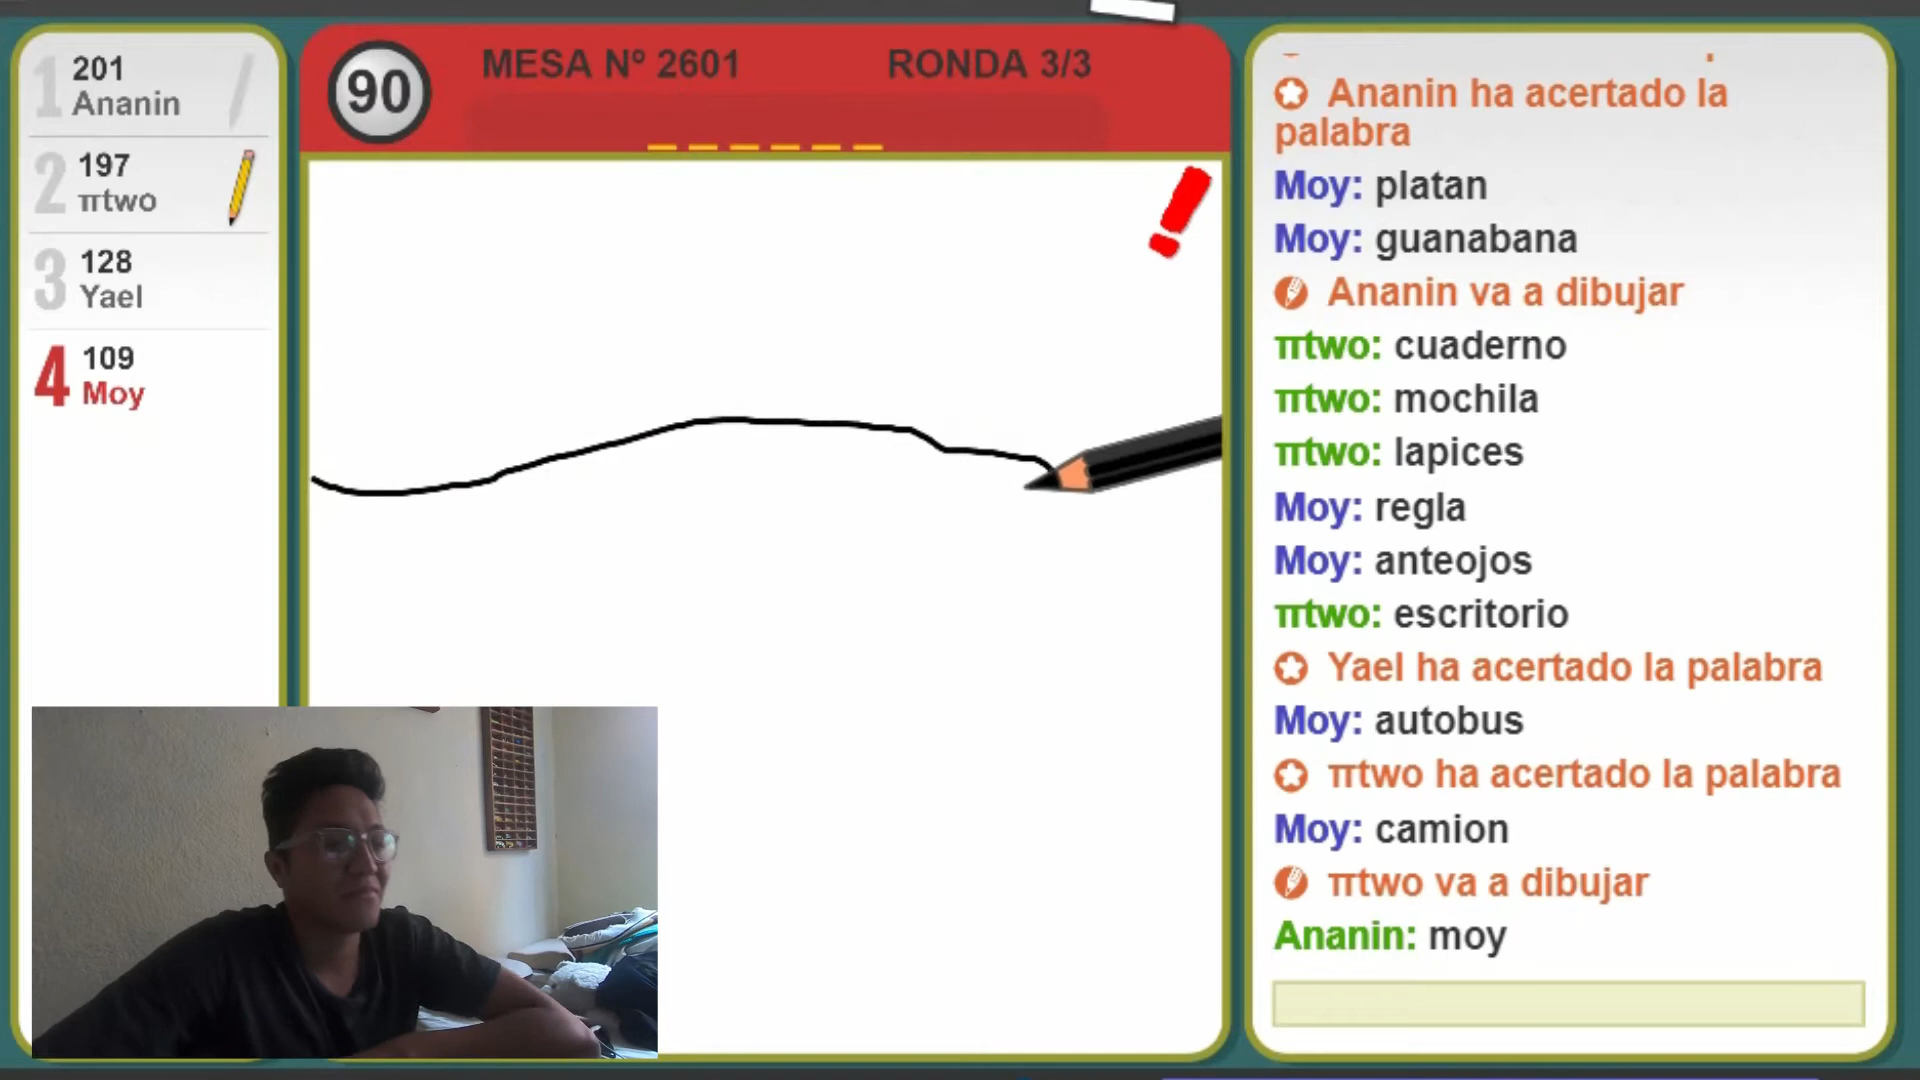 1 201
Ananin
2 197
πtwo
3 128
Yael
4 109
Moy
90
MESA Nº 2601
RONDA 3/3
_ _ _ _ _ _
!
Ananin ha acertado la
palabra
Moy: platan
Moy: guanabana
Ananin va a dibujar
πtwo: cuaderno
πtwo: mochila
πtwo: lapices
Moy: regla
Moy: anteojos
πtwo: escritorio
Yael ha acertado la palabra
Moy: autobus
πtwo ha acertado la palabra
Moy: camion
πtwo va a dibujar
Ananin: moy